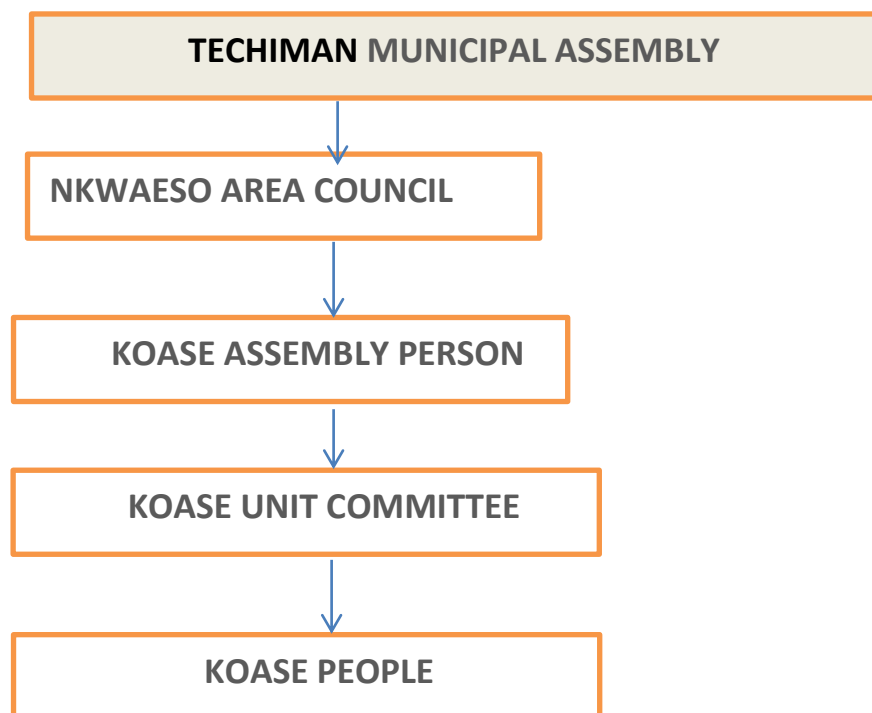 TECHIMAN MUNICIPAL ASSEMBLY
NKWAESO AREA COUNCIL
KOASE ASSEMBLY PERSON
KOASE UNIT COMMITTEE
KOASE PEOPLE